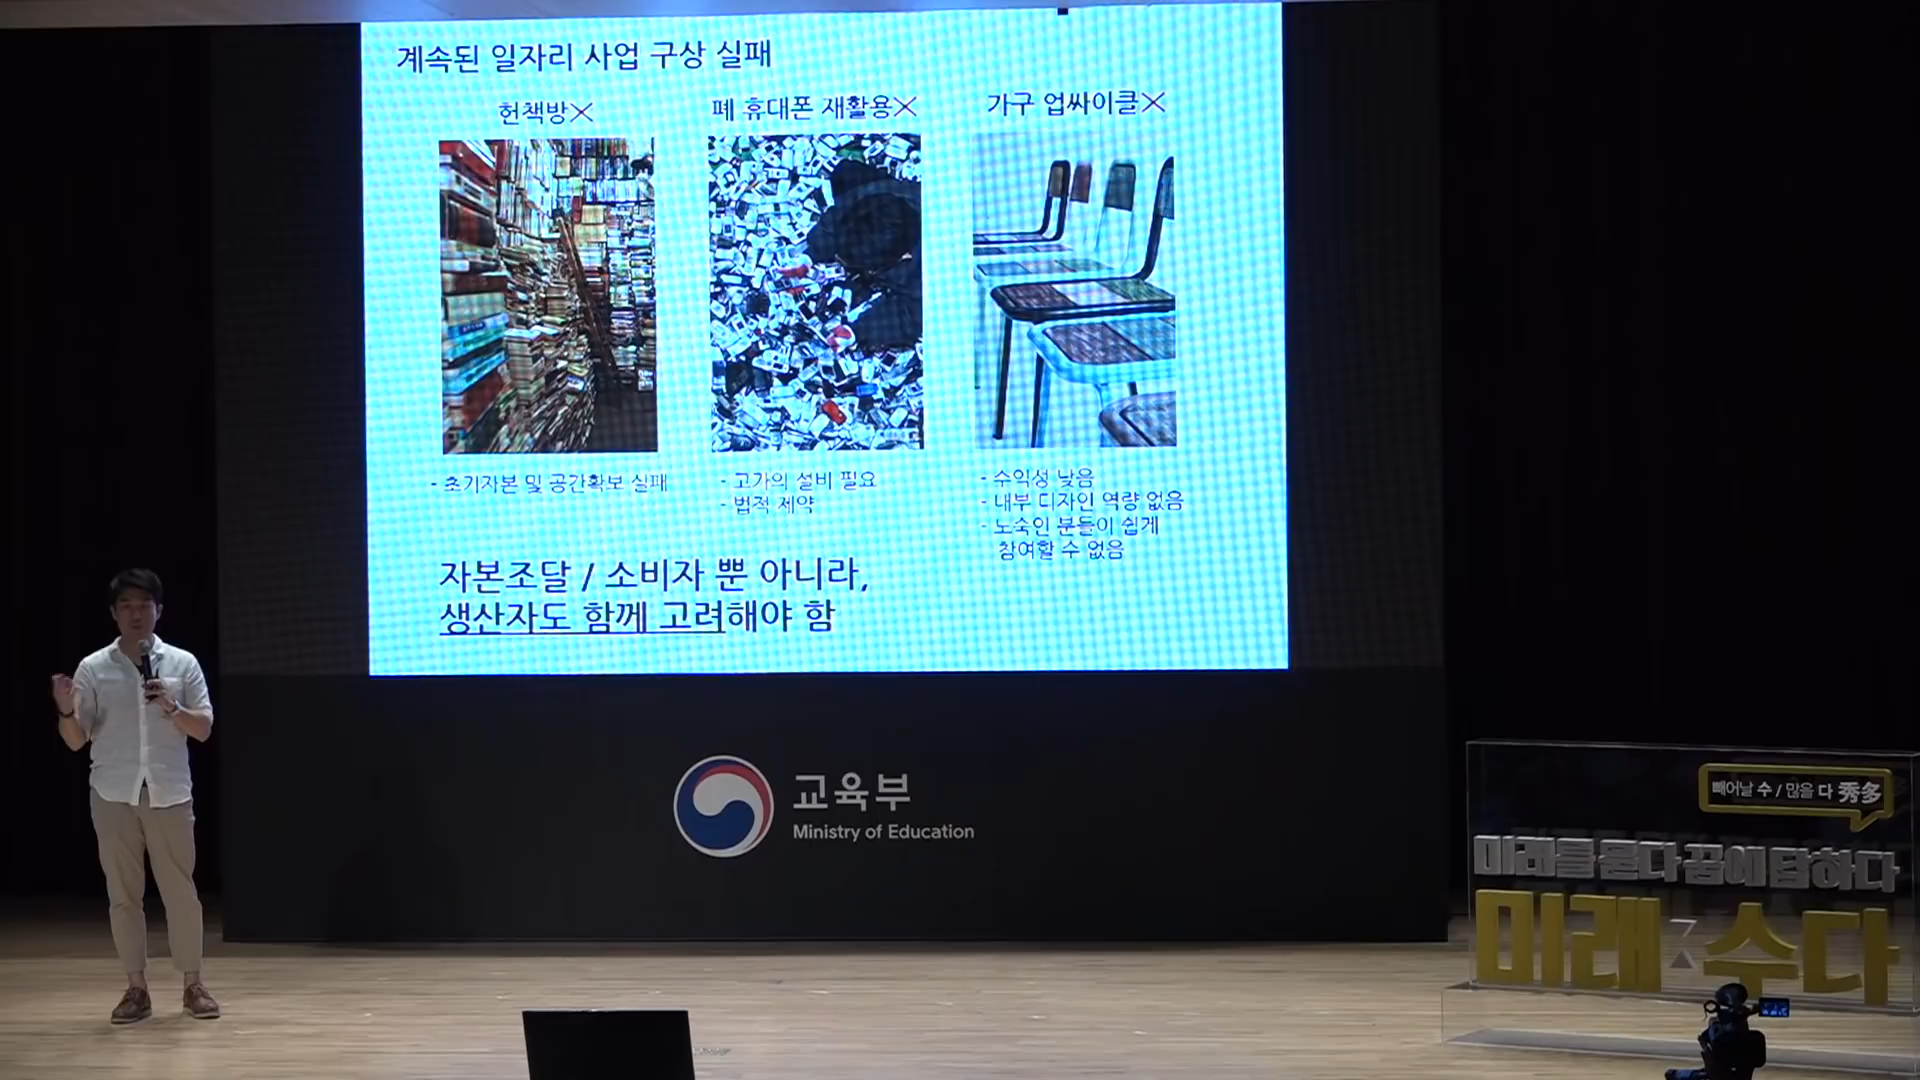 계속된 일자리 사업 구상 실패
헌책방X
폐 휴대폰 재활용X
가구 업싸이클X
- 초기자본 및 공간확보 실패
- 고가의 설비 필요
- 법적 제약
- 수익성 낮음
- 내부 디자인 역량 없음
- 노숙인 분들이 쉽게
참여할 수 없음
자본조달 / 소비자 뿐 아니라,
생산자도 함께 고려해야 함
교육부
Ministry of Education
빼어날 수 / 많을 다 秀多
미래를 묻다 꿈에 답하다
미래 수다